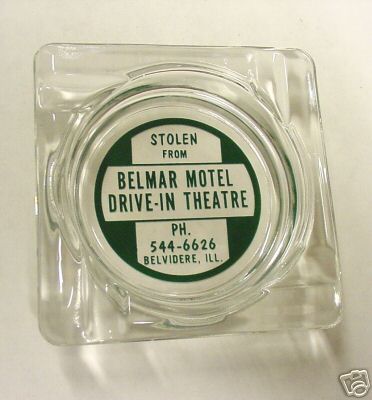 STOLEN
FROM
BELMAR MOTEL
DRIVE-IN THEATRE
PH.
544-6626
BELVIDERE, ILL.